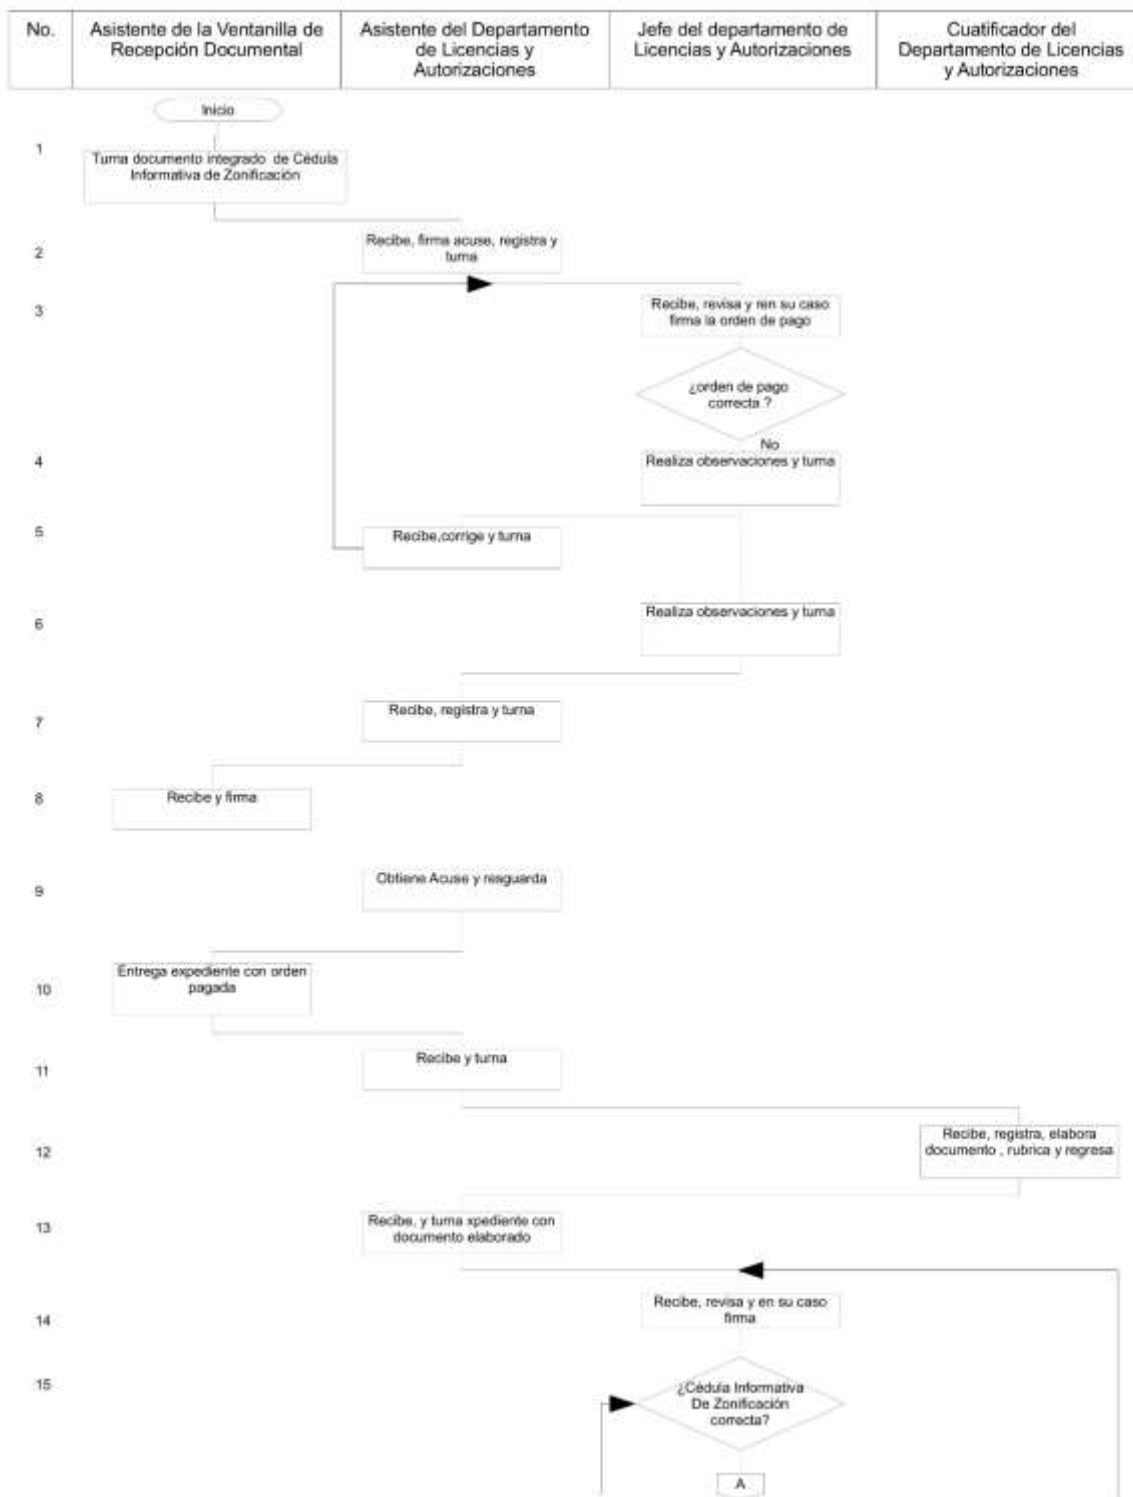 No.
Asistente de la Ventanilla de
Recepción Documental
Asistente del Departamento
de Licencias y
Autorizaciones
Jefe del departamento de
Licencias y Autorizaciones
Cuatificador del
Departamento de Licencias
y Autorizaciones
Inicio
1
Turna documento integrado de Cédula
Informativa de Zonificación
2
Recibe, firma acuse, registra y
turna
3
Recibe, revisa y ren su caso
firma la orden de pago
¿orden de pago
correcta ?
No
4
Realiza observaciones y turna
5
Recibe,corrige y turna
6
Realiza observaciones y turna
7
Recibe, registra y turna
8
Recibe y firma
9
Obtiene Acuse y resguarda
10
Entrega expediente con orden
pagada
11
Recibe y turna
12
Recibe, registra, elabora
documento , rubrica y regresa
13
Recibe, y turna xpediente con
documento elaborado
14
Recibe, revisa y en su caso
firma
15
¿Cédula Informativa
De Zonificación
correcta?
A